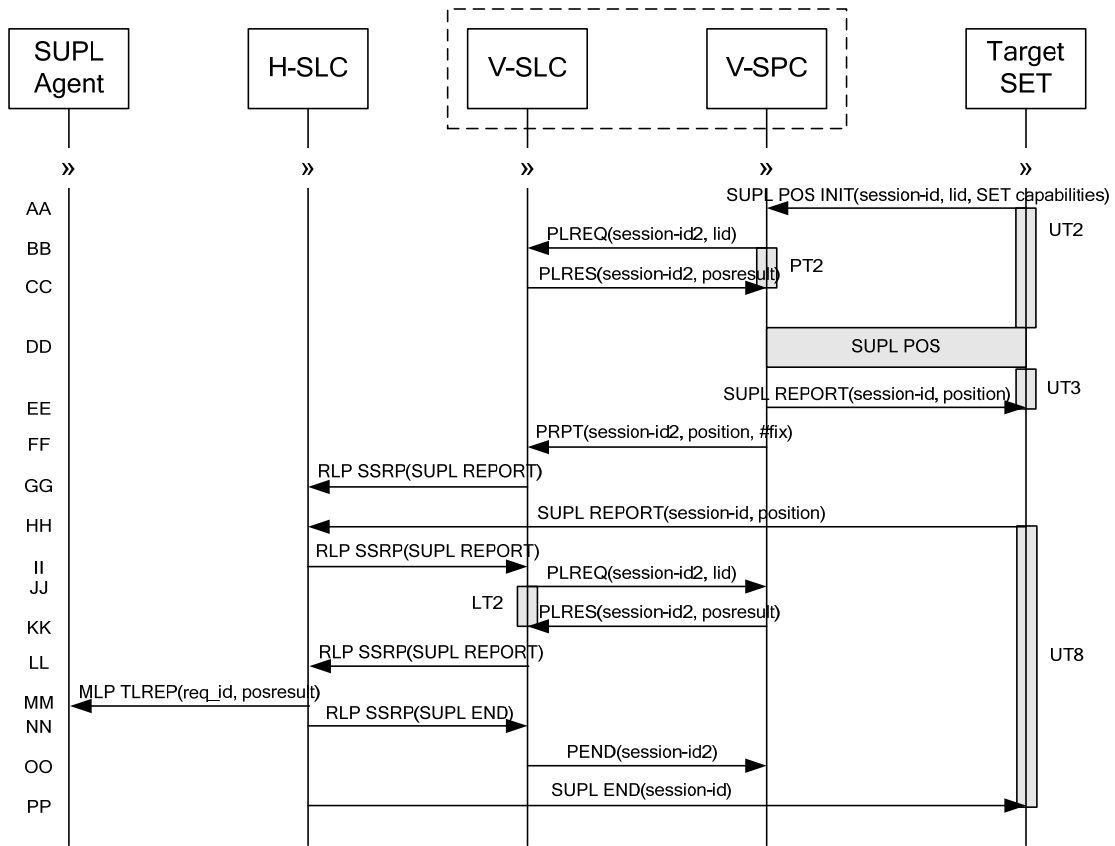 SUPL
Agent
H-SLC
V-SLC
V-SPC
Target
SET
» » » » »
AA
SUPL POS INIT(session-id, lid, SET capabilities)
UT2
BB
PLREQ(session-id2, lid)
PT2
CC
PLRES(session-id2, posresult)
DD
SUPL POS
UT3
EE
SUPL REPORT(session-id, position)
FF
PRPT(session-id2, position, #fix)
GG
RLP SSRP(SUPL REPORT)
HH
SUPL REPORT(session-id, position)
II
RLP SSRP(SUPL REPORT)
JJ
PLREQ(session-id2, lid)
LT2
KK
PLRES(session-id2, posresult)
LL
RLP SSRP(SUPL REPORT)
UT8
MM
MLP TLREP(req_id, posresult)
NN
RLP SSRP(SUPL END)
OO
PEND(session-id2)
PP
SUPL END(session-id)